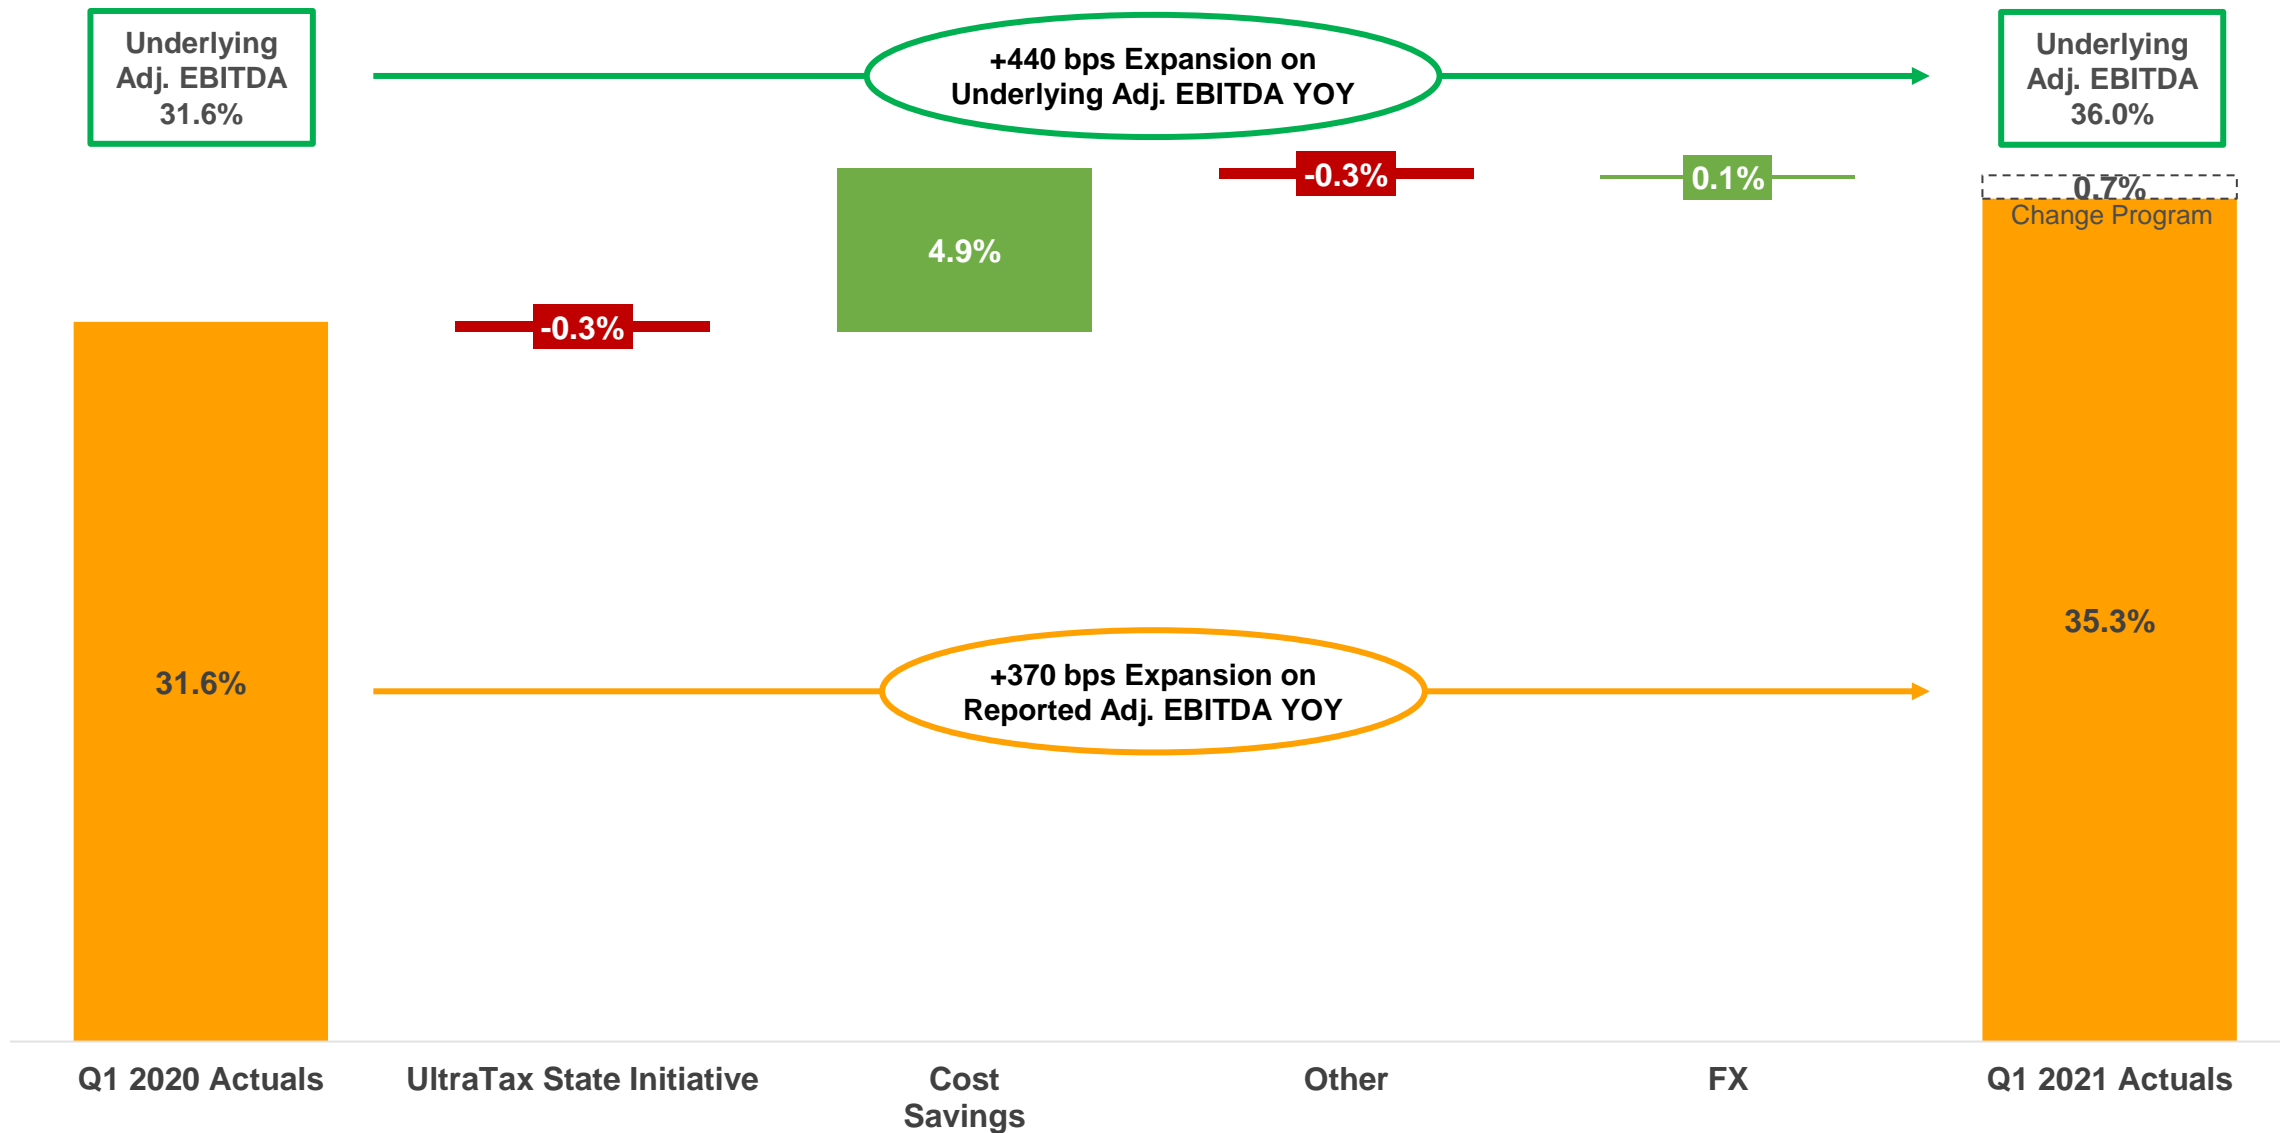 Underlying
Adj. EBITDA
31.6%
+440 bps Expansion on
Underlying Adj. EBITDA YOY
Underlying
Adj. EBITDA
36.0%
-0.3%
4.9%
-0.3%
0.1%
0.7%
Change Program
31.6%
+370 bps Expansion on
Reported Adj. EBITDA YOY
35.3%
Q1 2020 Actuals
UltraTax State Initiative
Cost
Savings
Other
FX
Q1 2021 Actuals